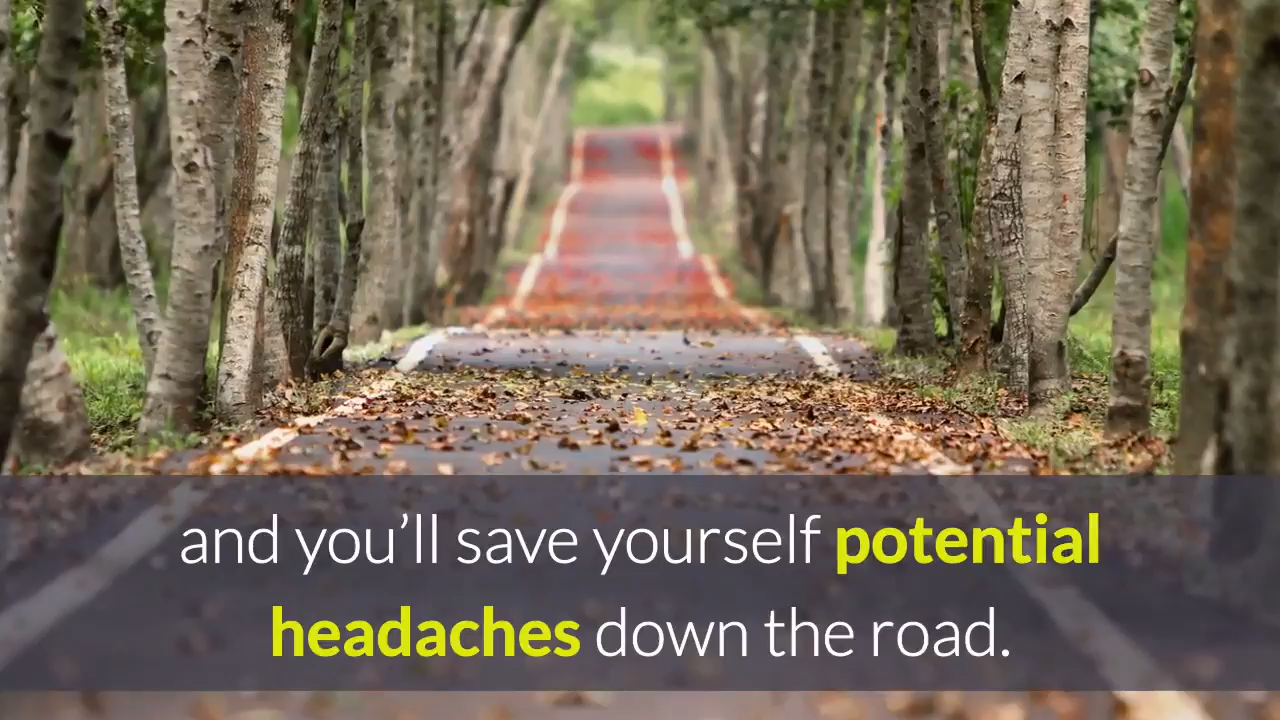 and you’ll save yourself potential
headaches down the road.